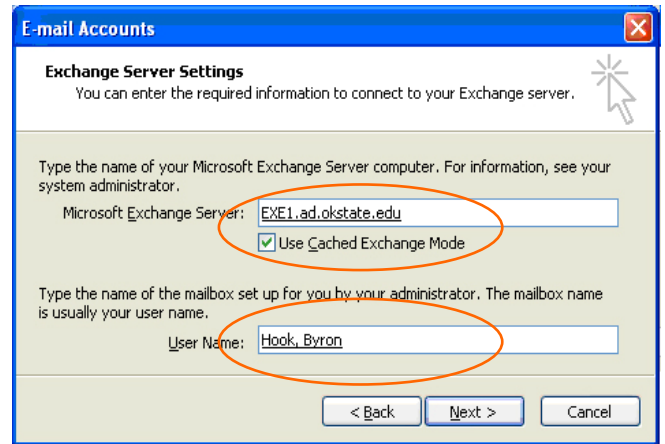 E-mail Accounts
Exchange Server Settings
You can enter the required information to connect to your Exchange server.
Type the name of your Microsoft Exchange Server computer. For information, see your
system administrator.
Microsoft Exchange Server: EXE1.ad.okstate.edu
Use Cached Exchange Mode
Type the name of the mailbox set up for you by your administrator. The mailbox name
is usually your user name.
User Name: Hook, Byron
< Back Next > Cancel